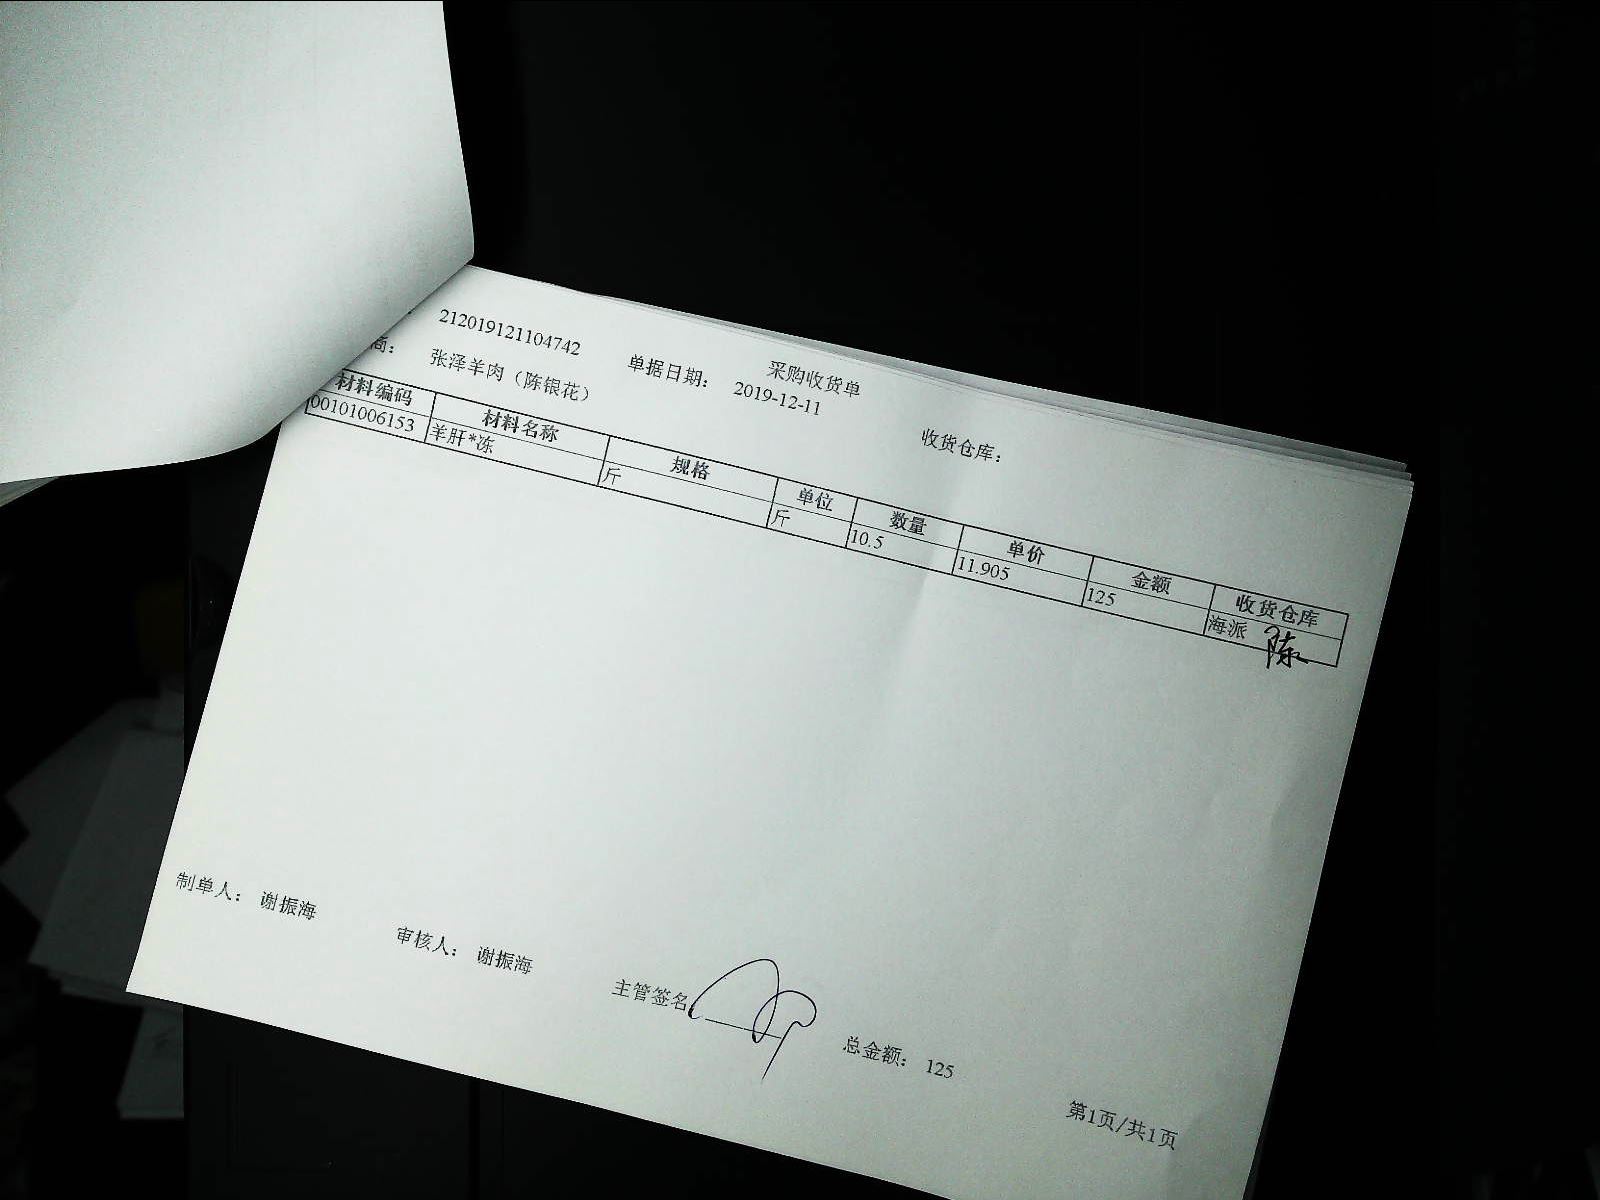 采购收货单
212019121104742 单据日期: 2019-12-11 收货仓库:
商: 张泽羊肉（陈银花）
材料编码 材料名称 规格 单位 数量 单价 金额 收货仓库
00101006153 羊肝*冻 斤 斤 10.5 11.905 125 海派 陈
制单人: 谢振海 审核人: 谢振海 主管签名: 总金额: 125
第1页/共1页